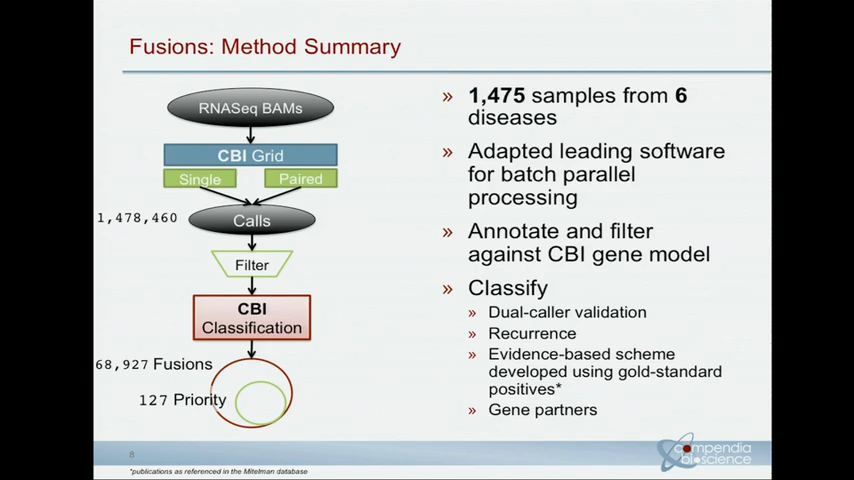 Fusions: Method Summary
RNASeq BAMs
CBI Grid
Single
Paired
1,478,460
Calls
Filter
CBI
Classification
68,927 Fusions
127 Priority
» 1,475 samples from 6
diseases
» Adapted leading software
for batch parallel
processing
» Annotate and filter
against CBI gene model
» Classify
» Dual-caller validation
» Recurrence
» Evidence-based scheme
developed using gold-standard
positives*
» Gene partners
8
*publications as referenced in the Mitelman database
compendia
bioscience